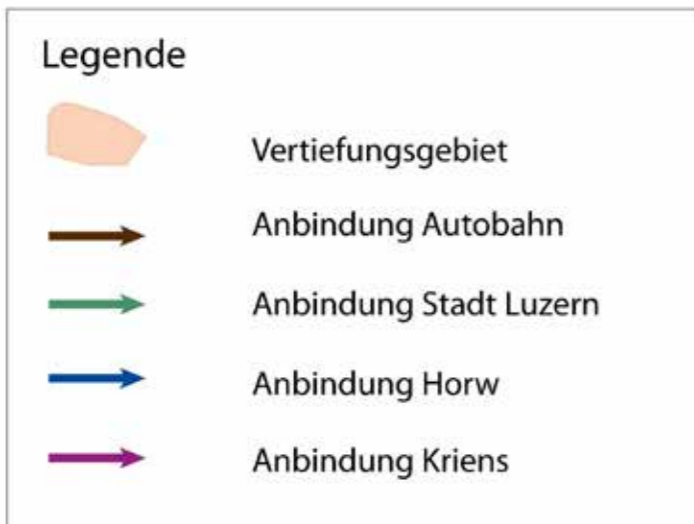 Legende
Vertiefungsgebiet
Anbindung Autobahn
Anbindung Stadt Luzern
Anbindung Horw
Anbindung Kriens